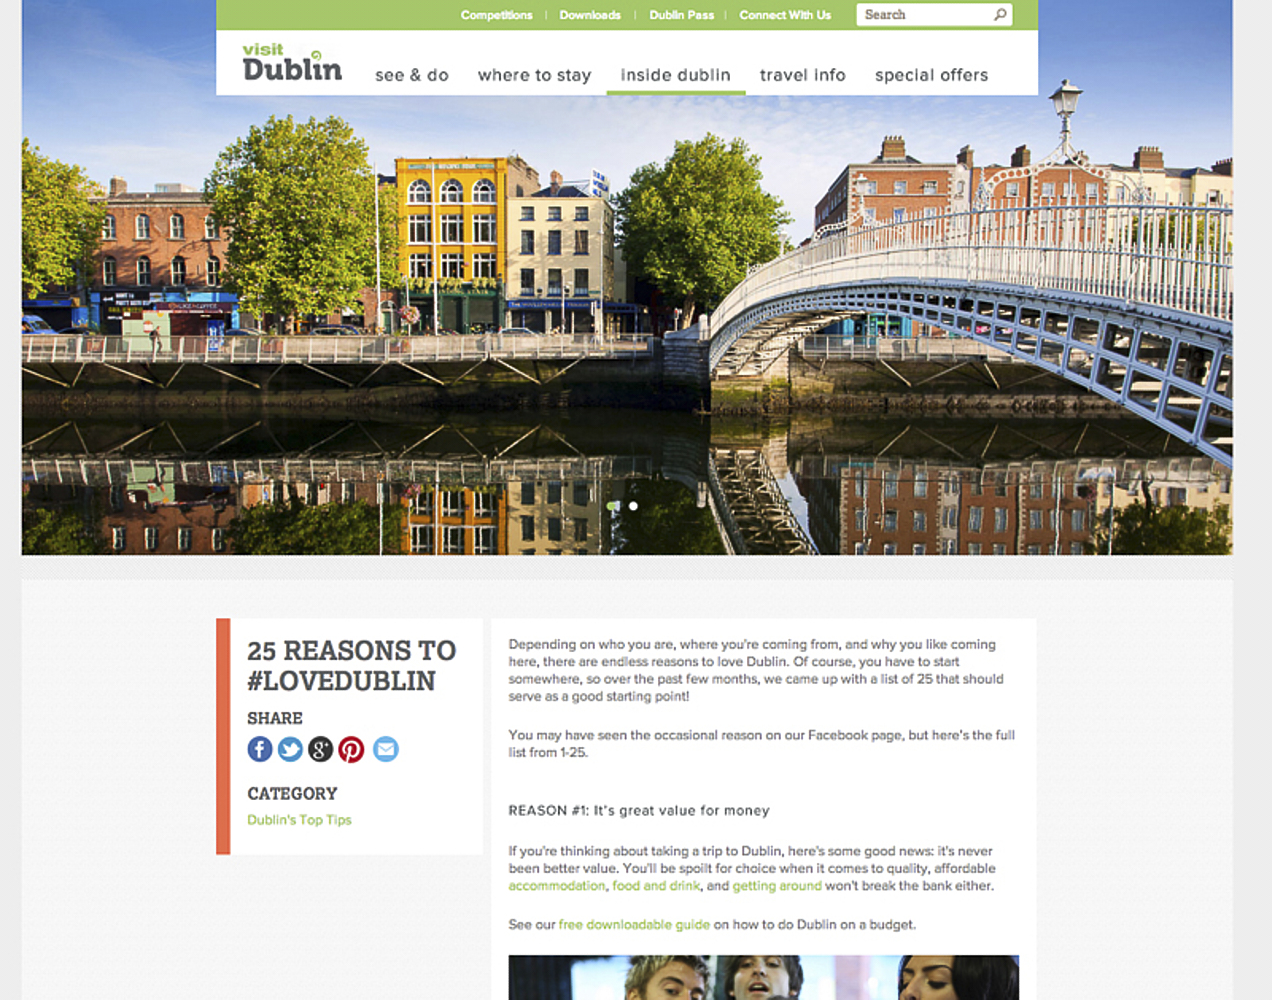 Competitions | Downloads | Dublin Pass | Connect With Us
Search
visit
Dublin
see & do
where to stay
inside dublin
travel info
special offers
25 REASONS TO
#LOVEDUBLIN
SHARE
CATEGORY
Dublin's Top Tips
Depending on who you are, where you're coming from, and why you like coming
here, there are endless reasons to love Dublin. Of course, you have to start
somewhere, so over the past few months, we came up with a list of 25 that should
serve as a good starting point!
You may have seen the occasional reason on our Facebook page, but here's the full
list from 1-25.
REASON #1: It's great value for money
If you're thinking about taking a trip to Dublin, here's some good news: it's never
been better value. You'll be spoilt for choice when it comes to quality, affordable
accommodation, food and drink, and getting around won't break the bank either.
See our free downloadable guide on how to do Dublin on a budget.